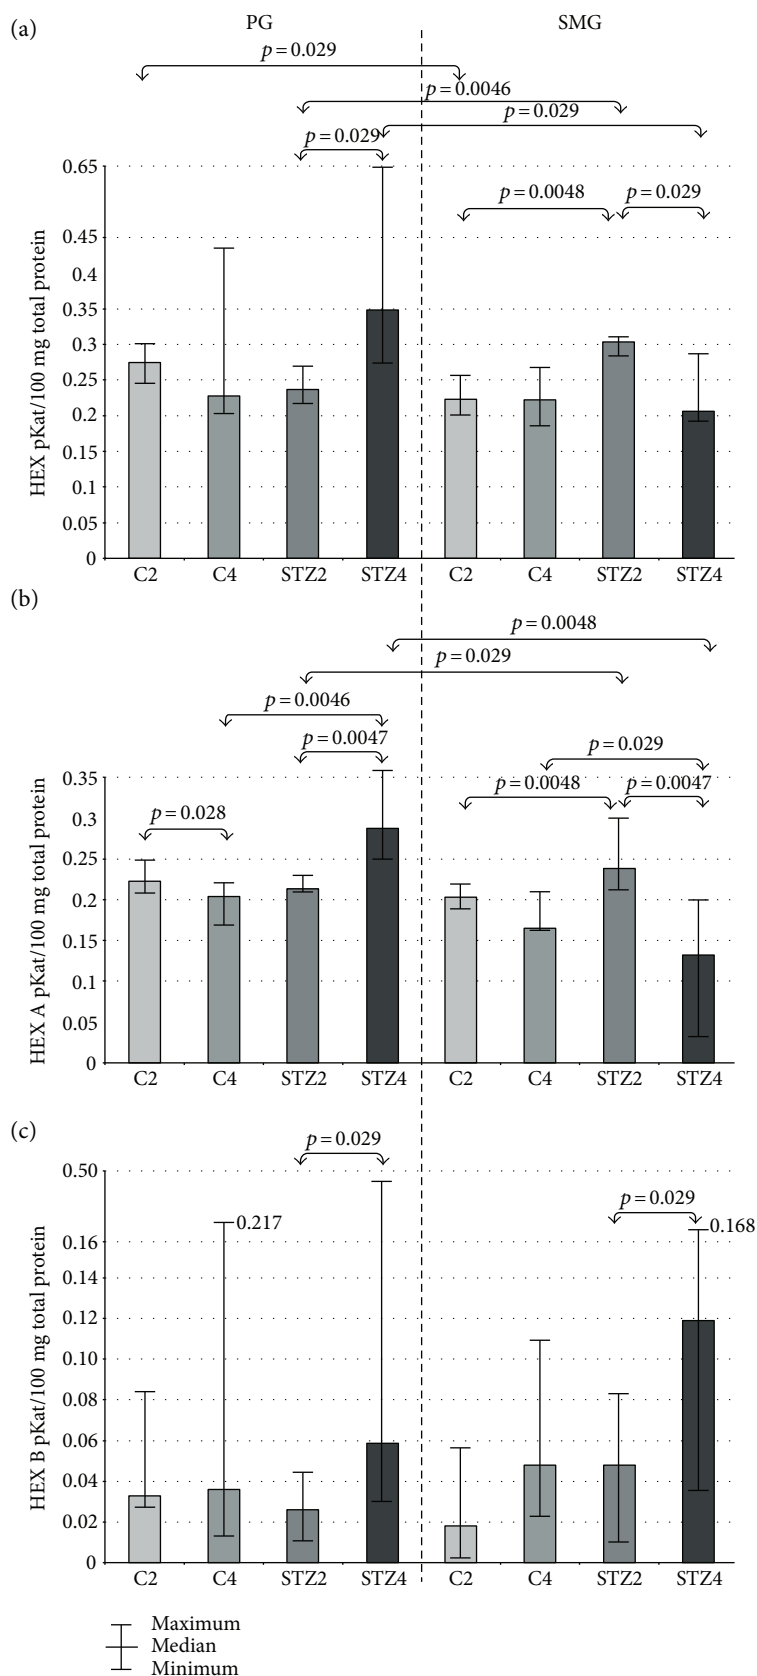 (a)
PG
SMG
p = 0.029
p = 0.0046
p = 0.029
p = 0.029
p = 0.0048
p = 0.029
HEX pKat/100 mg total protein
0.65
0.45
0.4
0.35
0.3
0.25
0.2
0.15
0.1
0.05
0
C2
C4
STZ2
STZ4
C2
C4
STZ2
STZ4
(b)
p = 0.0048
p = 0.029
p = 0.0046
p = 0.0047
p = 0.029
p = 0.0048
p = 0.0047
p = 0.028
HEX A pKat/100 mg total protein
0.35
0.3
0.25
0.2
0.15
0.1
0.05
0
C2
C4
STZ2
STZ4
C2
C4
STZ2
STZ4
(c)
p = 0.029
p = 0.029
0.217
0.168
HEX B pKat/100 mg total protein
0.50
0.16
0.14
0.12
0.10
0.08
0.06
0.04
0.02
0
C2
C4
STZ2
STZ4
C2
C4
STZ2
STZ4
Maximum
Median
Minimum